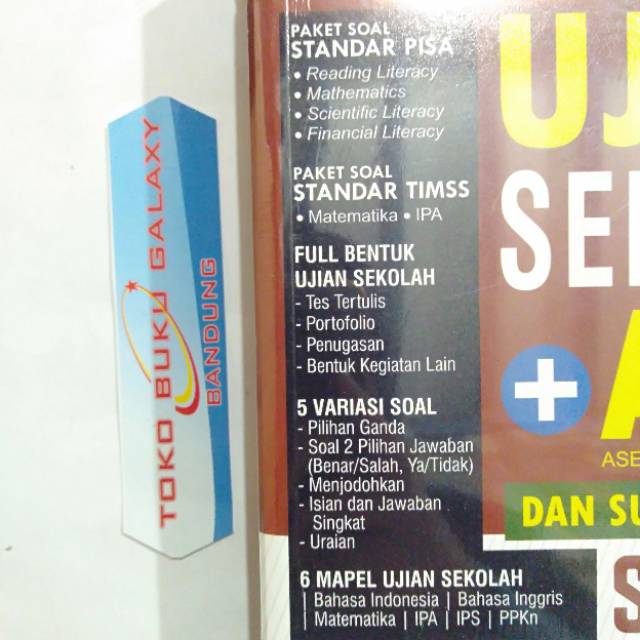 TOKO BUKU GALAXY
BANDUNG
PAKET SOAL
STANDAR PISA
• Reading Literacy
• Mathematics
• Scientific Literacy
• Financial Literacy
PAKET SOAL
STANDAR TIMSS
• Matematika • IPA
FULL BENTUK
UJIAN SEKOLAH
- Tes Tertulis
- Portofolio
- Penugasan
- Bentuk Kegiatan Lain
5 VARIASI SOAL
- Pilihan Ganda
- Soal 2 Pilihan Jawaban
(Benar/Salah, Ya/Tidak)
- Menjodohkan
- Isian dan Jawaban
Singkat
- Uraian
6 MAPEL UJIAN SEKOLAH
| Bahasa Indonesia | Bahasa Inggris
| Matematika | IPA | IPS | PPKn
+
DAN